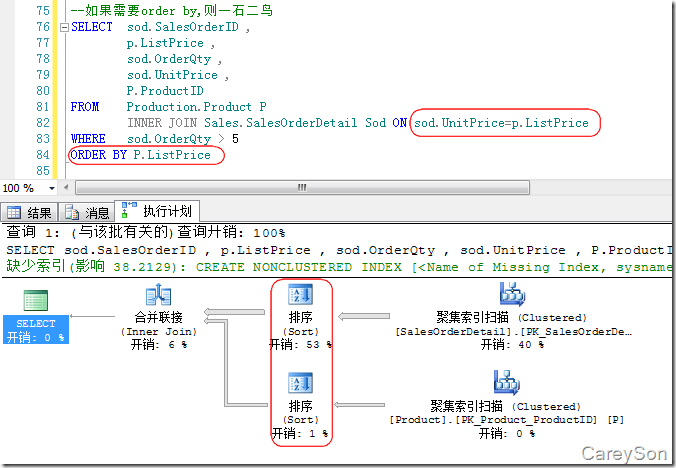 75 --如果需要order by,则一石二鸟
76 SELECT sod.SalesOrderID ,
77 p.ListPrice ,
78 sod.OrderQty ,
79 sod.UnitPrice ,
80 P.ProductID
81 FROM Production.Product P
82 INNER JOIN Sales.SalesOrderDetail Sod ON sod.UnitPrice=p.ListPrice
83 WHERE sod.OrderQty > 5
84 ORDER BY P.ListPrice
85
100 %
结果 消息 执行计划
查询 1: (与该批有关的)查询开销: 100%
SELECT sod.SalesOrderID , p.ListPrice , sod.OrderQty , sod.UnitPrice , P.ProductI
缺少索引(影响 38.2129): CREATE NONCLUSTERED INDEX [<Name of Missing Index, sysname
SELECT
开销: 0 %
合并联接
(Inner Join)
开销: 6 %
排序
(Sort)
开销: 53 %
聚集索引扫描 (Clustered)
[SalesOrderDetail].[PK_SalesOrderDe…
开销: 40 %
排序
(Sort)
开销: 1 %
聚集索引扫描 (Clustered)
[Product].[PK_Product_ProductID] [P]
开销: 0 %
CareySon